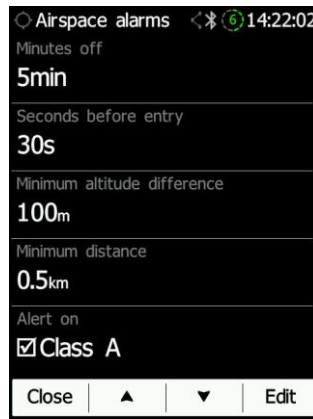 Airspace alarms 6 14:22:02
Minutes off
5min
Seconds before entry
30s
Minimum altitude difference
100m
Minimum distance
0.5km
Alert on
Class A
Close Edit